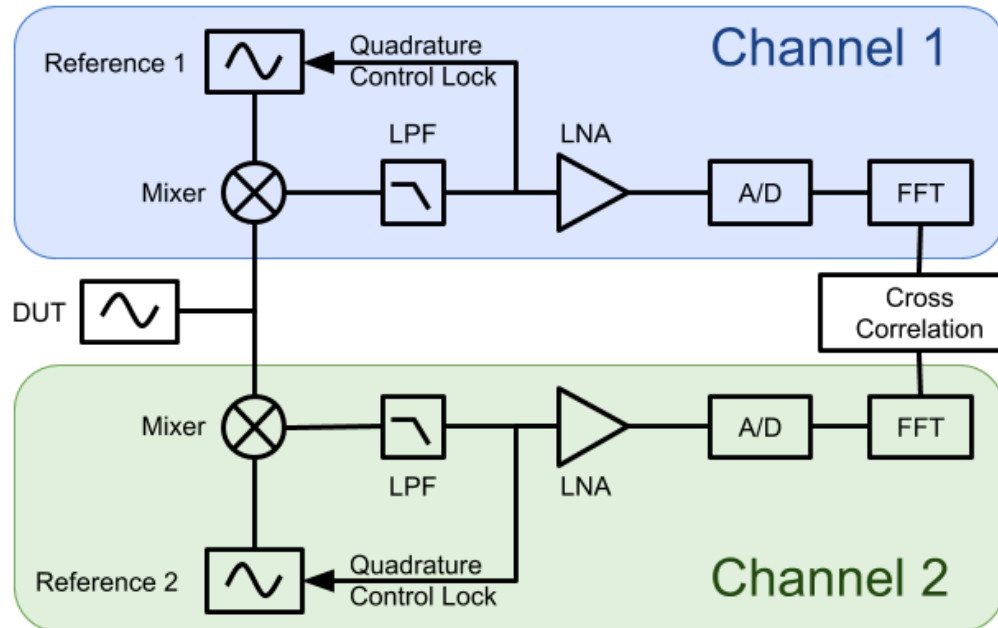 Channel 1
Reference 1
Quadrature
Control Lock
LPF
LNA
Mixer
A/D
FFT
DUT
Cross
Correlation
Mixer
A/D
FFT
LPF
LNA
Quadrature
Control Lock
Reference 2
Channel 2